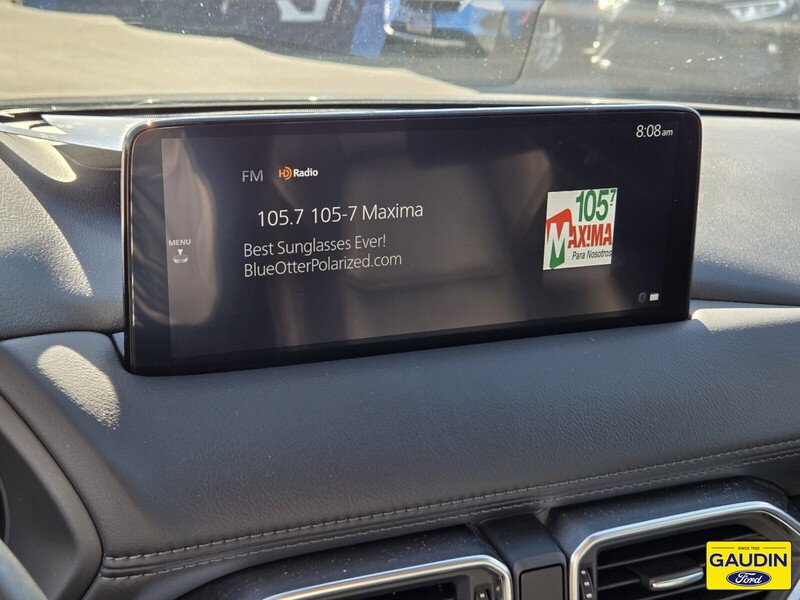 8:08am
FM HD Radio
105.7 105-7 Maxima
Best Sunglasses Ever!
BlueOtterPolarized.com
MENU
105.7
MAXIMA
Para Nosotros
SINCE 1922
GAUDIN
Ford